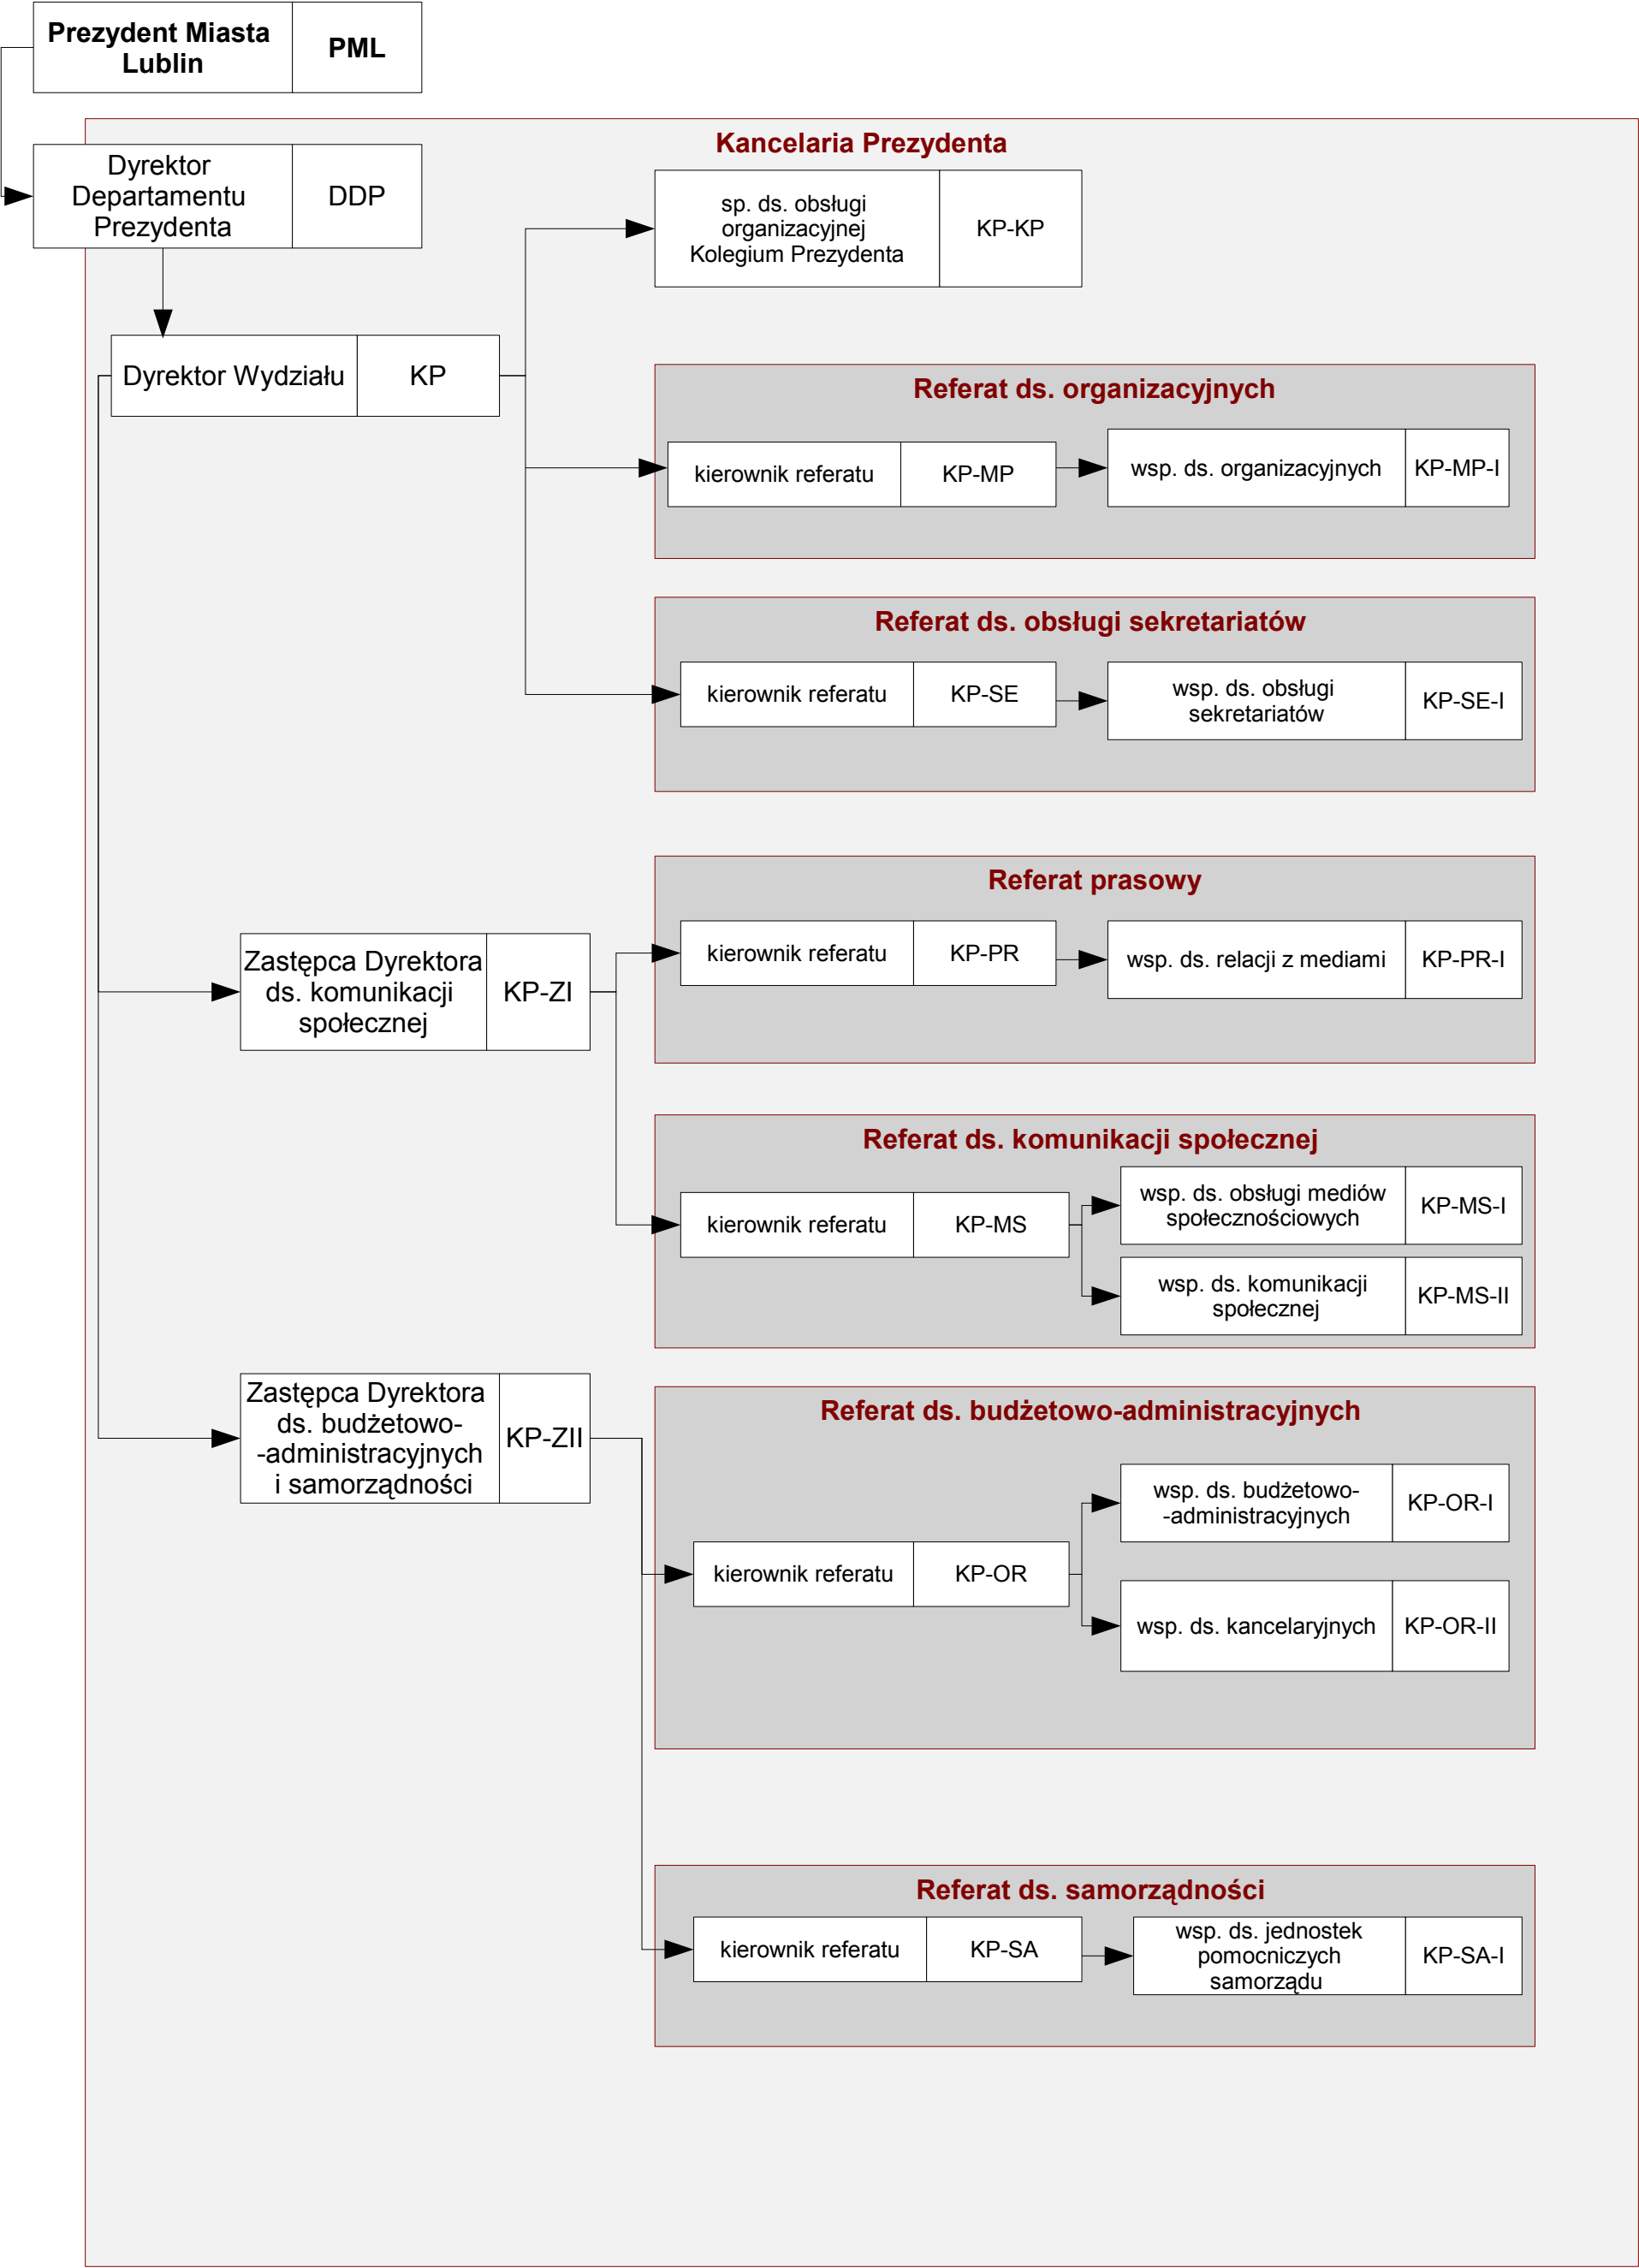 Prezydent Miasta
Lublin
PML
Kancelaria Prezydenta
Dyrektor
Departamentu
Prezydenta
DDP
sp. ds. obsługi
organizacyjnej
Kolegium Prezydenta
KP-KP
Dyrektor Wydziału
KP
Referat ds. organizacyjnych
kierownik referatu
KP-MP
wsp. ds. organizacyjnych
KP-MP-I
Referat ds. obsługi sekretariatów
kierownik referatu
KP-SE
wsp. ds. obsługi
sekretariatów
KP-SE-I
Referat prasowy
kierownik referatu
KP-PR
wsp. ds. relacji z mediami
KP-PR-I
Zastępca Dyrektora
ds. komunikacji
społecznej
KP-ZI
Referat ds. komunikacji społecznej
kierownik referatu
KP-MS
wsp. ds. obsługi mediów
społecznościowych
KP-MS-I
wsp. ds. komunikacji
społecznej
KP-MS-II
Zastępca Dyrektora
ds. budżetowo-
-administracyjnych
i samorządności
KP-ZII
Referat ds. budżetowo-administracyjnych
kierownik referatu
KP-OR
wsp. ds. budżetowo-
-administracyjnych
KP-OR-I
wsp. ds. kancelaryjnych
KP-OR-II
Referat ds. samorządności
kierownik referatu
KP-SA
wsp. ds. jednostek
pomocniczych
samorządu
KP-SA-I